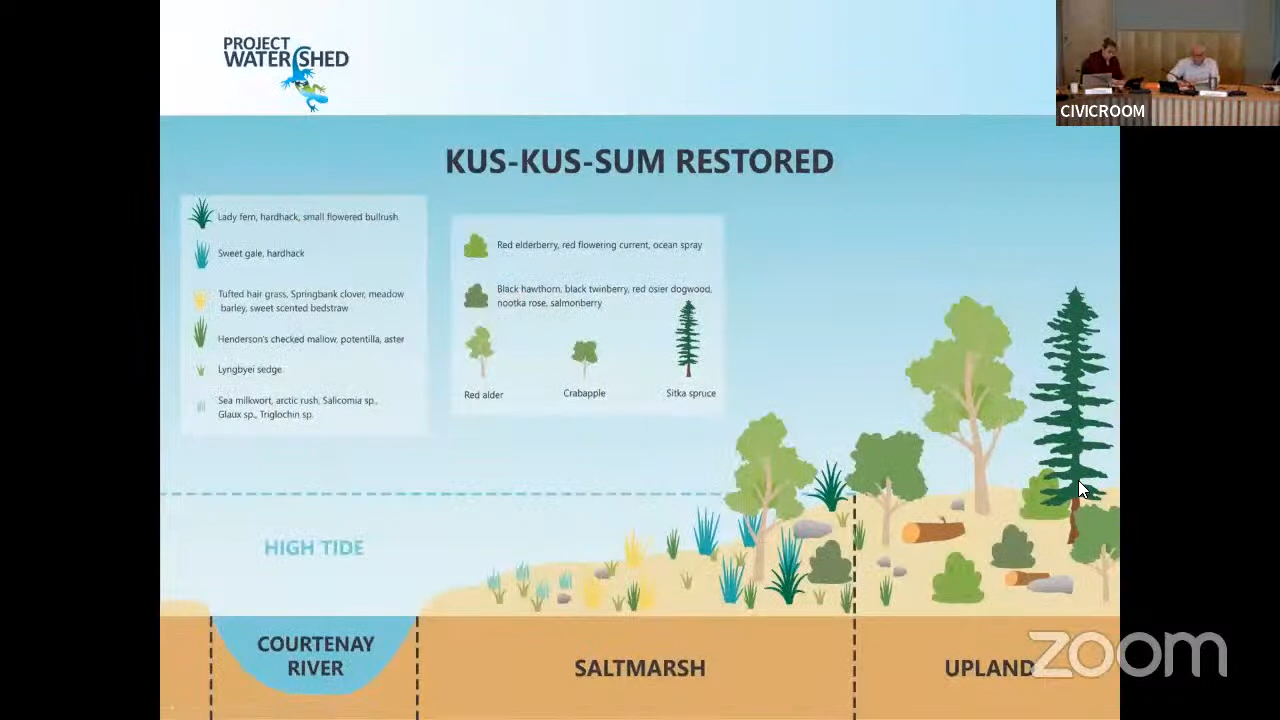 PROJECT
WATERSHED
CIVICROOM
KUS-KUS-SUM RESTORED
Lady fern, hardhack, small flowered bullrush
Sweet gale, hardhack
Tufted hair grass, Springbank clover, meadow
barley, sweet scented bedstraw
Henderson's checked mallow, potentilla, aster
Lyngbyei sedge
Sea milkwort, arctic rush, Salicornia sp.,
Glaux sp., Triglochin sp.
Red elderberry, red flowering current, ocean spray
Black hawthorn, black twinberry, red osier dogwood,
nootka rose, salmonberry
Red alder
Crabapple
Sitka spruce
HIGH TIDE
COURTENAY
RIVER
SALTMARSH
UPLAND
zoom